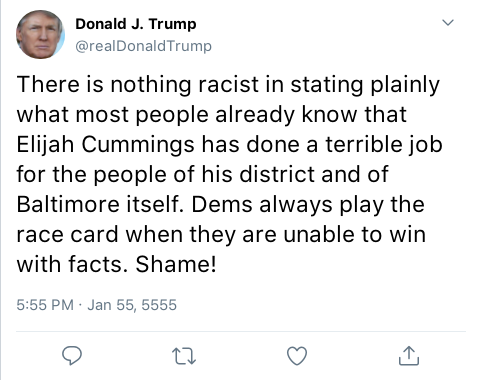 Donald J. Trump
@realDonaldTrump
There is nothing racist in stating plainly
what most people already know that
Elijah Cummings has done a terrible job
for the people of his district and of
Baltimore itself. Dems always play the
race card when they are unable to win
with facts. Shame!
5:55 PM · Jan 55, 5555